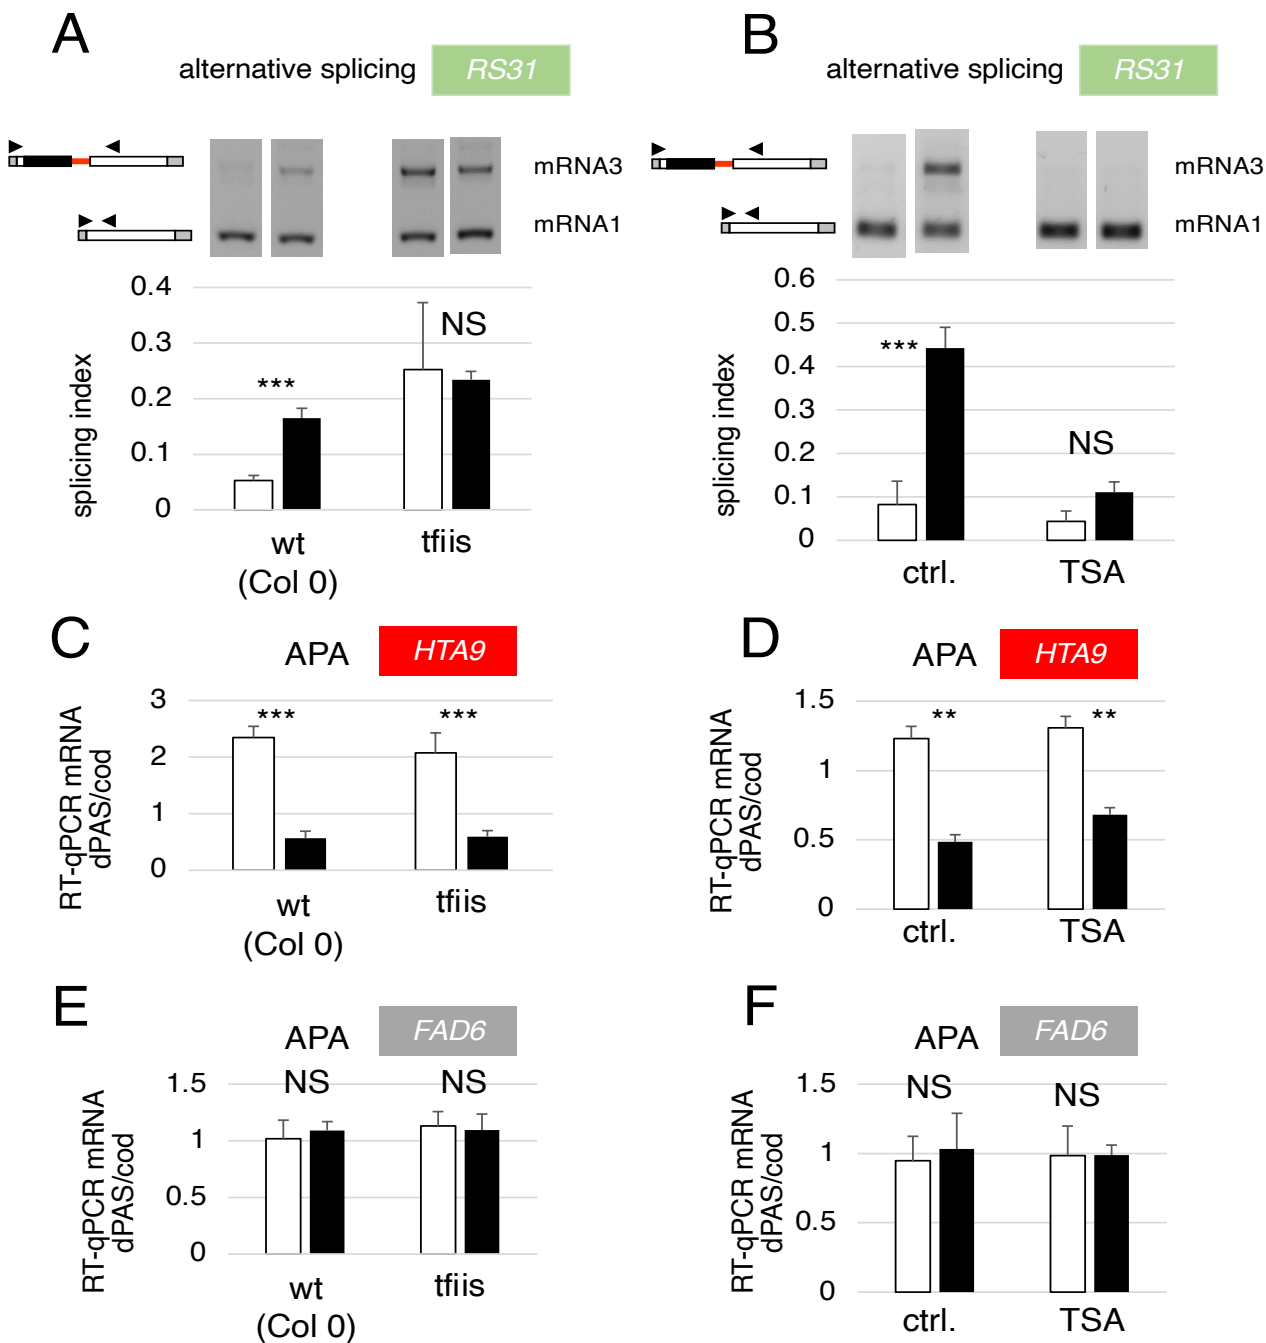 A
alternative splicing RS31
mRNA3
mRNA1
splicing index
0.4
0.3
0.2
0.1
0
***
NS
wt
(Col 0)
tfiis
B
alternative splicing RS31
mRNA3
mRNA1
splicing index
0.6
0.5
0.4
0.3
0.2
0.1
0
***
NS
ctrl.
TSA
C
APA HTA9
RT-qPCR mRNA
dPAS/cod
3
2
1
0
***
***
wt
(Col 0)
tfiis
D
APA HTA9
RT-qPCR mRNA
dPAS/cod
1.5
1
0.5
0
**
**
ctrl.
TSA
E
APA FAD6
RT-qPCR mRNA
dPAS/cod
1.5
1
0.5
0
NS
NS
wt
(Col 0)
tfiis
F
APA FAD6
RT-qPCR mRNA
dPAS/cod
1.5
1
0.5
0
NS
NS
ctrl.
TSA